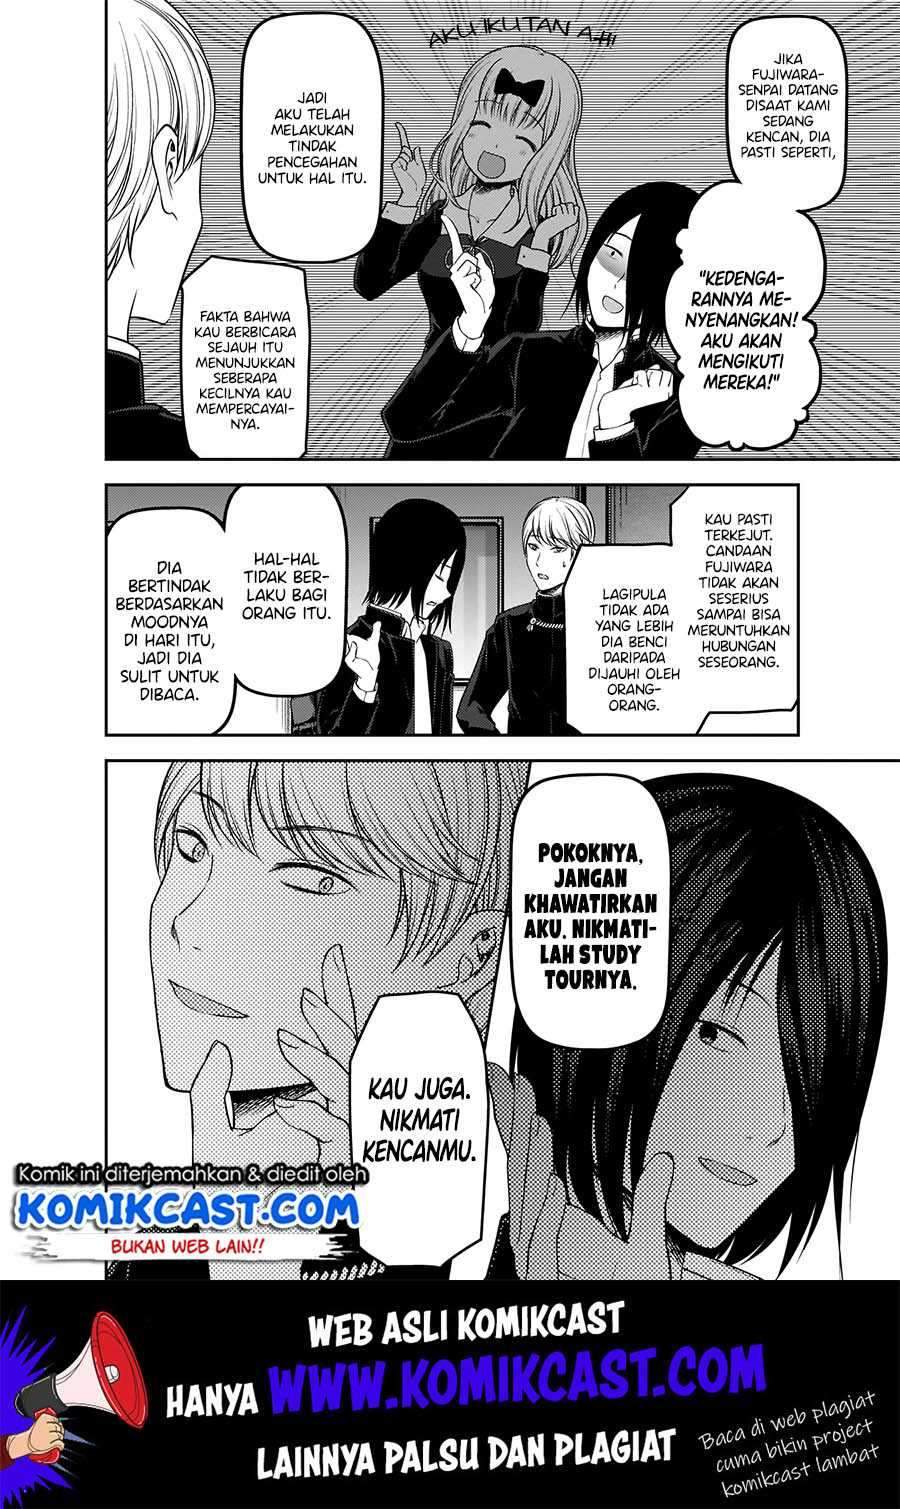 JIKA
FUJIWARA-
SENPAI DATANG
DISAAT KAMI
SEDANG
KENCAN, DIA
PASTI SEPERTI,
"KEDENGA-
RANNYA ME-
NYENANGKAN!
AKU AKAN
MENGIKUTI
MEREKA!"
AKU IKUTAN AH!
JADI
AKU TELAH
MELAKUKAN
TINDAK
PENCEGAHAN
UNTUK HAL ITU.
FAKTA BAHWA
KAU BERBICARA
SEJAUH ITU
MENUNJUKKAN
SEBERAPA
KECILNYA KAU
MEMPERCAYAI-
NYA.
KAU PASTI
TERKEJUT.
CANDAAN
FUJIWARA
TIDAK AKAN
SESERIUS
SAMPAI BISA
MERUNTUHKAN
HUBUNGAN
SESEORANG.
LAGIPULA
TIDAK ADA
YANG LEBIH
DIA BENCI
DARIPADA
DIJAUHI OLEH
ORANG-
ORANG.
HAL-HAL
TIDAK BER-
LAKU BAGI
ORANG ITU.
DIA
BERTINDAK
BERDASARKAN
MOODNYA
DI HARI ITU,
JADI DIA
SULIT UNTUK
DIBACA.
POKOKNYA,
JANGAN
KHAWATIRKAN
AKU. NIKMATI-
LAH STUDY
TOURNYA.
KAU JUGA.
NIKMATI
KENCANMU.
Komik ini diterjemahkan & diedit oleh
KOMIKCAST.COM
BUKAN WEB LAIN!!
WEB ASLI KOMIKCAST
HANYA WWW.KOMIKCAST.COM
LAINNYA PALSU DAN PLAGIAT
Baca di web plagiat
cuma bikin project
komikcast lambat